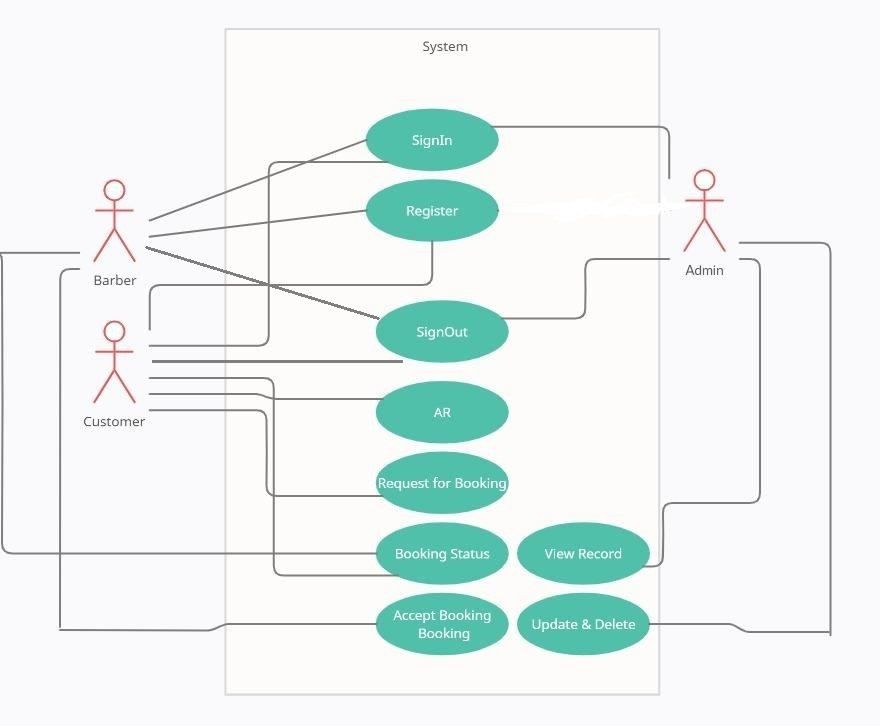 System
SignIn
Register
Barber
Admin
SignOut
Customer
AR
Request for Booking
Booking Status
View Record
Accept Booking
Booking
Update & Delete